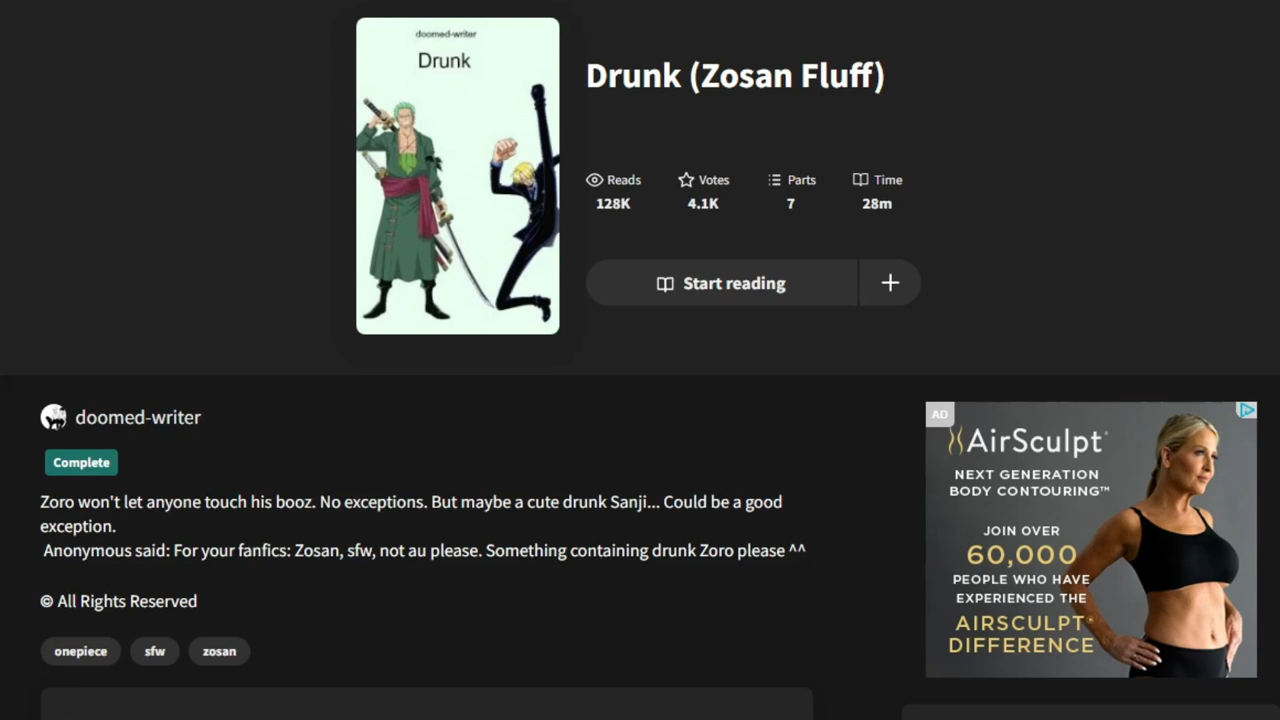 doomed-writer
Drunk
Drunk (Zosan Fluff)
Reads
128K
Votes
4.1K
Parts
7
Time
28m
Start reading
doomed-writer
Complete
Zoro won't let anyone touch his booz. No exceptions. But maybe a cute drunk Sanji... Could be a good
exception.
Anonymous said: For your fanfics: Zosan, sfw, not au please. Something containing drunk Zoro please ^^
© All Rights Reserved
onepiece
sfw
zosan
AD
AirSculpt®
NEXT GENERATION
BODY CONTOURING™
JOIN OVER
60,000
PEOPLE WHO HAVE
EXPERIENCED THE
AIRSCULPT®
DIFFERENCE